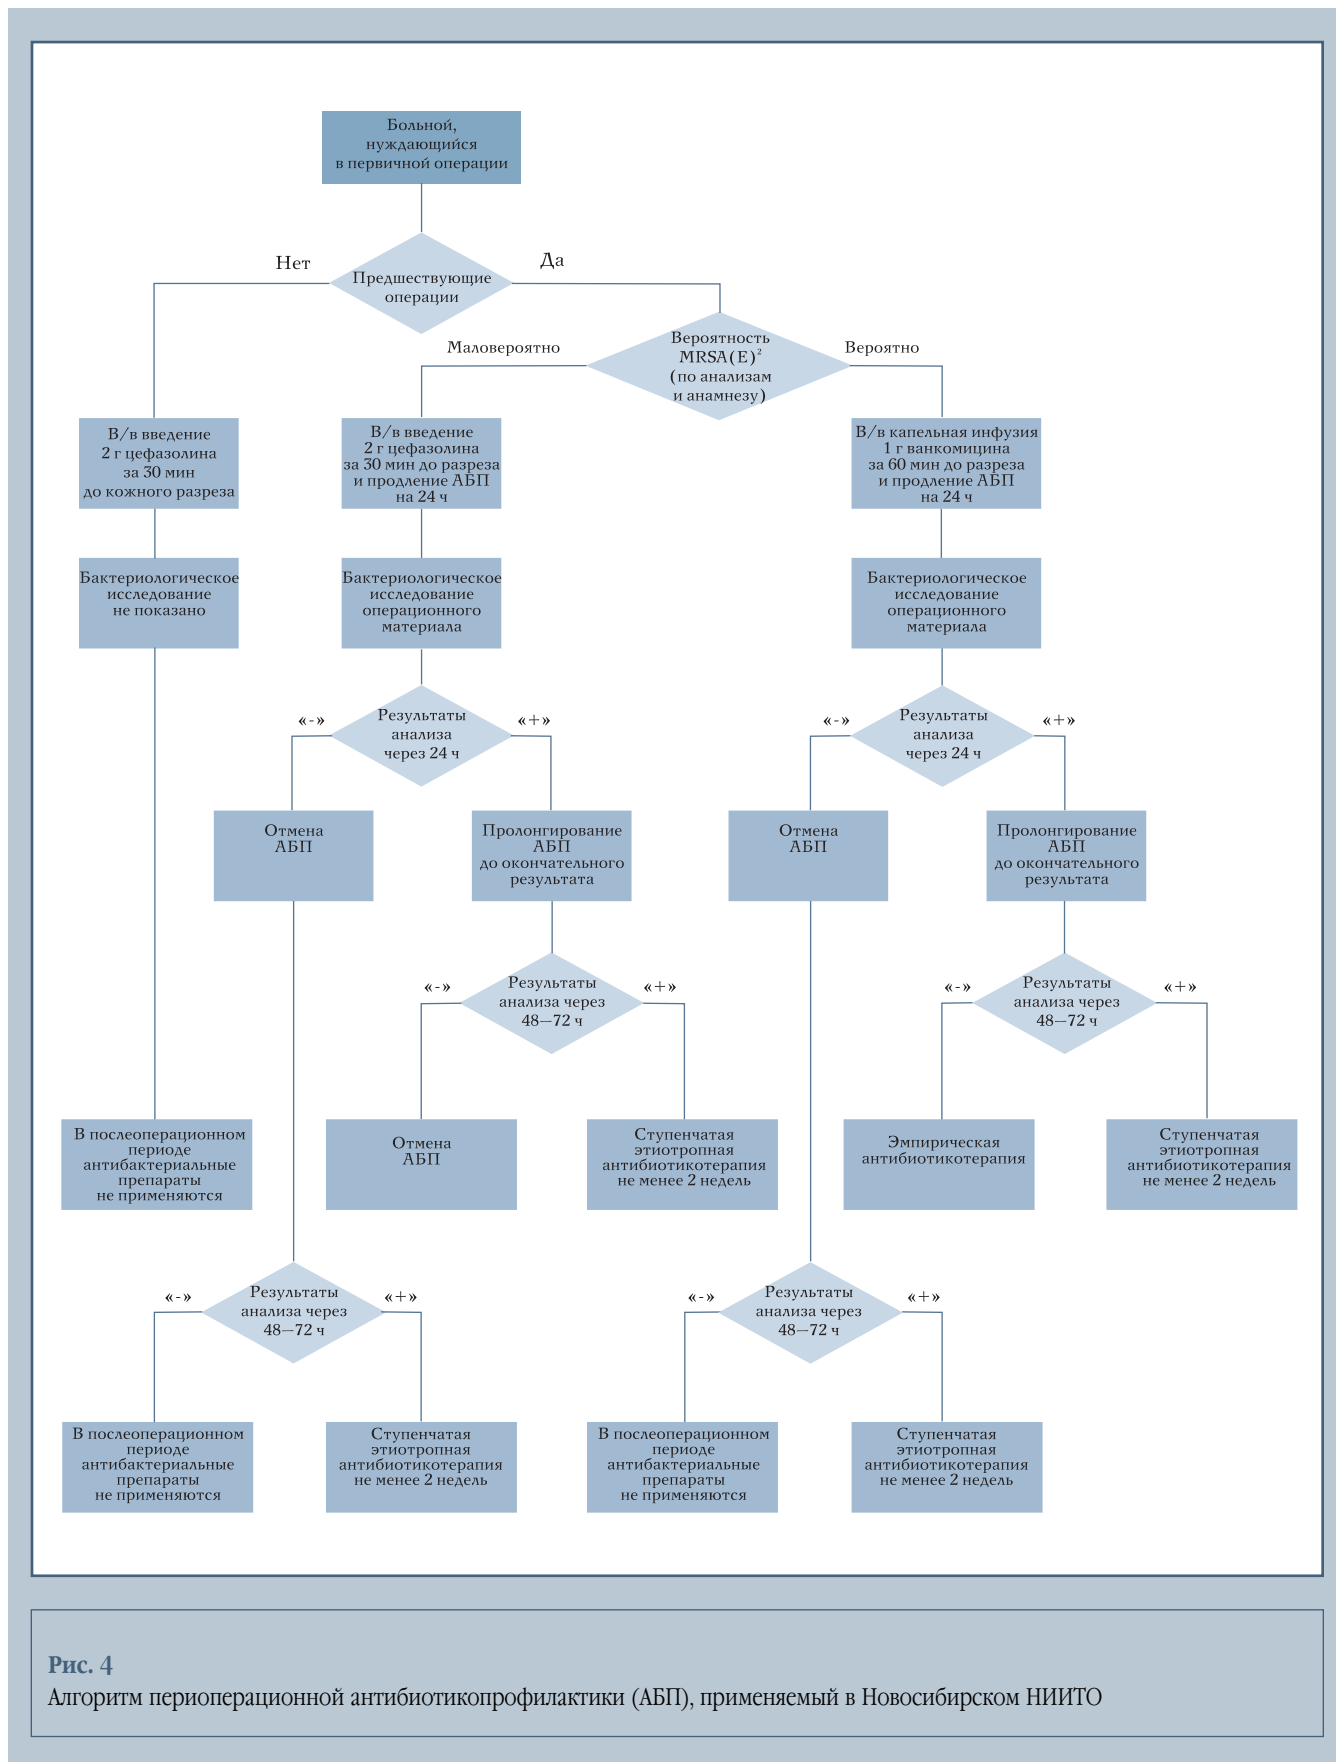 Больной,
нуждающийся
в первичной операции
Нет
Да
Предшествующие
операции
Маловероятно
Вероятность
MRSA(E)²
(по анализам
и анамнезу)
Вероятно
В/в введение
2 г цефазолина
за 30 мин
до кожного разреза
В/в введение
2 г цефазолина
за 30 мин до разреза
и продление АБП
на 24 ч
В/в капельная инфузия
1 г ванкомицина
за 60 мин до разреза
и продление АБП
на 24 ч
Бактериологическое
исследование
не показано
Бактериологическое
исследование
операционного
материала
Бактериологическое
исследование
операционного
материала
«-»
Результаты
анализа
через 24 ч
«+»
«-»
Результаты
анализа
через 24 ч
«+»
Отмена
АБП
Пролонгирование
АБП
до окончательного
результата
Отмена
АБП
Пролонгирование
АБП
до окончательного
результата
«-»
Результаты
анализа через
48—72 ч
«+»
«-»
Результаты
анализа через
48—72 ч
«+»
В послеоперационном
периоде
антибактериальные
препараты
не применяются
Отмена
АБП
Ступенчатая
этиотропная
антибиотикотерапия
не менее 2 недель
Эмпирическая
антибиотикотерапия
Ступенчатая
этиотропная
антибиотикотерапия
не менее 2 недель
«-»
Результаты
анализа через
48—72 ч
«+»
«-»
Результаты
анализа через
48—72 ч
«+»
В послеоперационном
периоде
антибактериальные
препараты
не применяются
Ступенчатая
этиотропная
антибиотикотерапия
не менее 2 недель
В послеоперационном
периоде
антибактериальные
препараты
не применяются
Ступенчатая
этиотропная
антибиотикотерапия
не менее 2 недель
Рис. 4
Алгоритм периоперационной антибиотикопрофилактики (АБП), применяемый в Новосибирском НИИТО